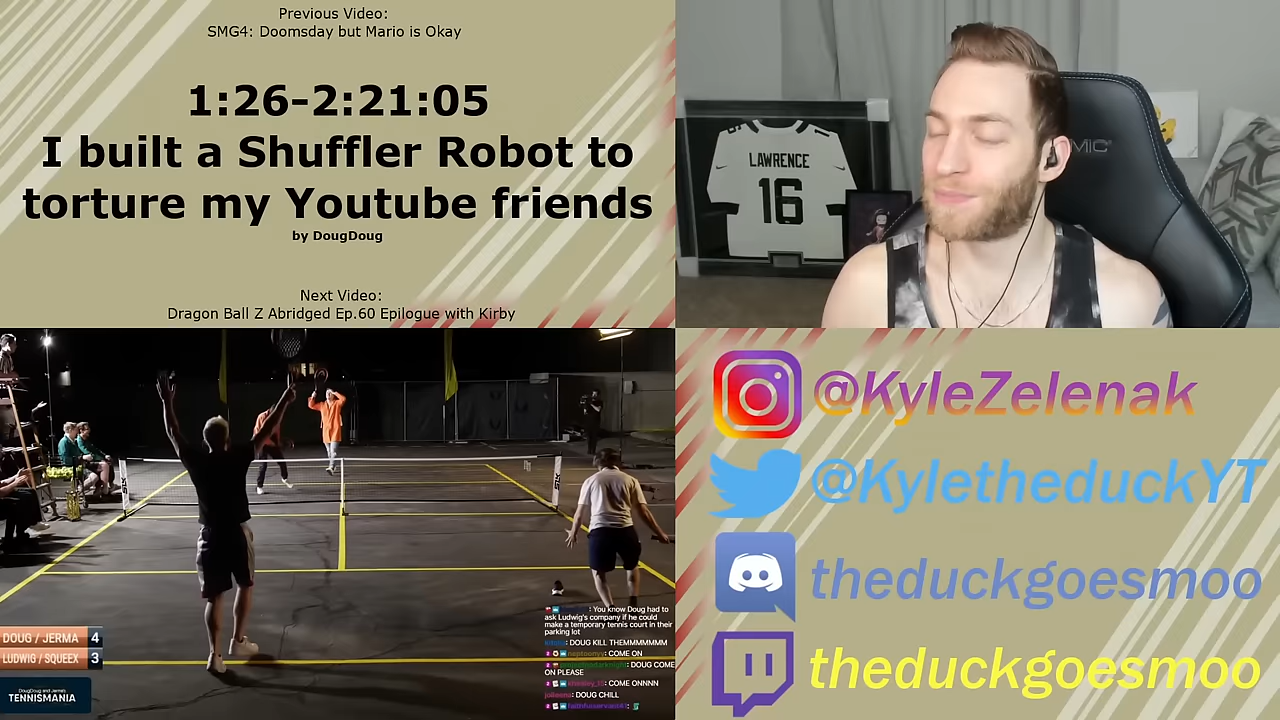 Previous Video:
SMG4: Doomsday but Mario is Okay
1:26-2:21:05
I built a Shuffler Robot to
torture my Youtube friends
by DougDoug
Next Video:
Dragon Ball Z Abridged Ep.60 Epilogue with Kirby
LAWRENCE
16
MIC
@KyleZelenak
@KyletheduckYT
theduckgoesmoo
theduckgoesmoo
DOUG / JERMA 4
LUDWIG / SQUEEX 3
DougDoug and Jerma's
TENNISMANIA
: You know Doug had to
ask Ludwig's company if he could
make a temporary tennis court in their
parking lot
: DOUG KILL THEMMMMMMM
: COME ON
: DOUG COME
ON PLEASE
: COME ONNNN
: DOUG CHILL